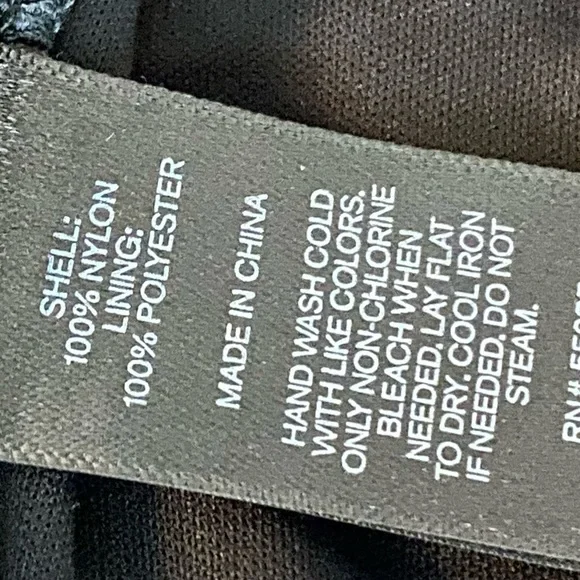 SHELL:
100% NYLON
LINING:
100% POLYESTER
MADE IN CHINA
HAND WASH COLD
WITH LIKE COLORS.
ONLY NON-CHLORINE
BLEACH WHEN
NEEDED. LAY FLAT
TO DRY. COOL IRON
IF NEEDED. DO NOT
STEAM.